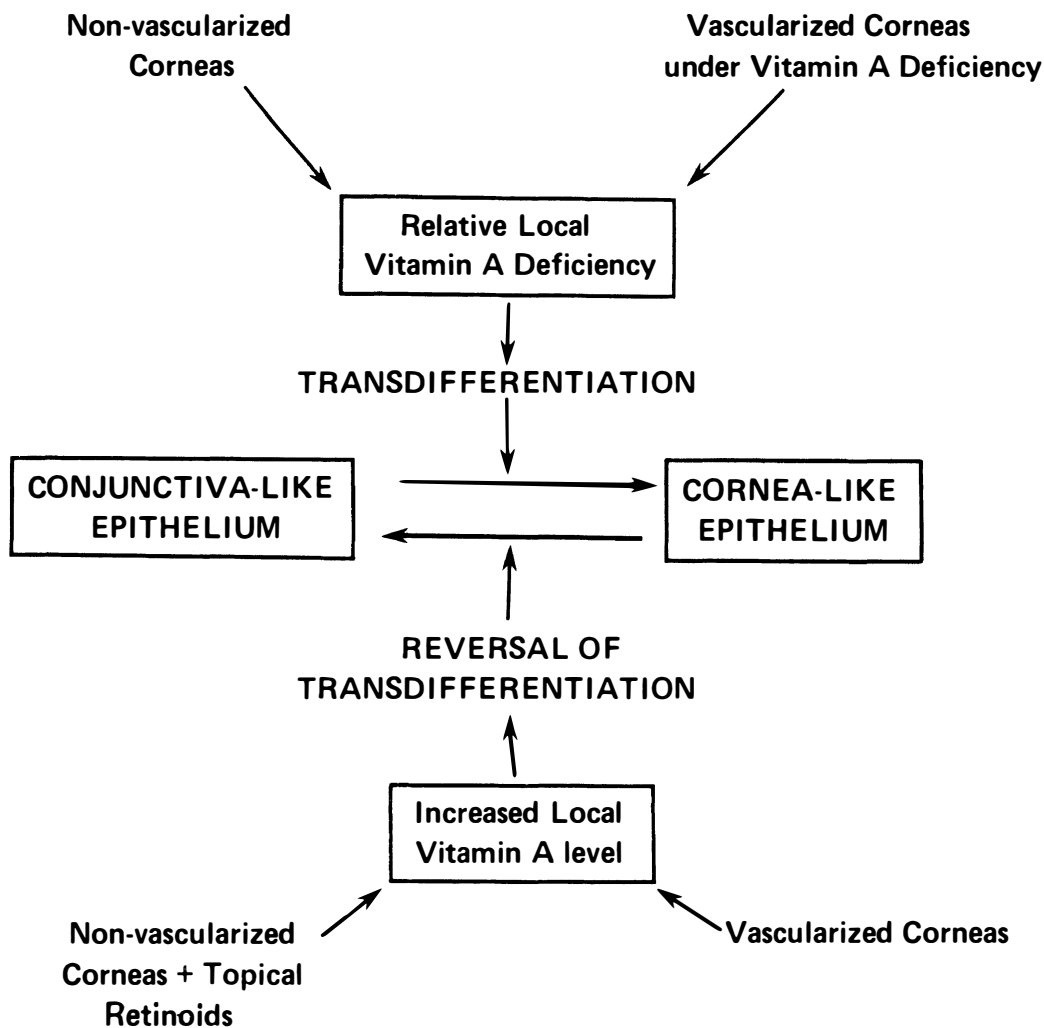 Non-vascularized
Corneas
Vascularized Corneas
under Vitamin A Deficiency
Relative Local
Vitamin A Deficiency
TRANSDIFFERENTIATION
CONJUNCTIVA-LIKE
EPITHELIUM
CORNEA-LIKE
EPITHELIUM
REVERSAL OF
TRANSDIFFERENTIATION
Increased Local
Vitamin A level
Non-vascularized
Corneas + Topical
Retinoids
Vascularized Corneas